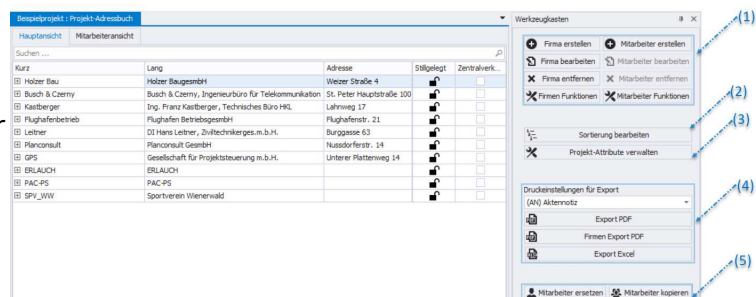 Beispielprojekt : Projekt-Adressbuch
Hauptansicht Mitarbeiteransicht
Suchen ...
Kurz Lang Adresse Stillgelegt Zentralverk...
Holzer Bau Holzer BaugesmbH Weizer Straße 4
Busch & Czerny Busch & Czerny, Ingenieurbüro für Telekommunikation St. Peter Hauptstraße 100
Kastberger Ing. Franz Kastberger, Technisches Büro HKL Lahnweg 17
Flughafenbetrieb Flughafen BetriebsgesmbH Flughafenstr. 21
Leitner DI Hans Leitner, Ziviltechnikerges.m.b.H. Burggasse 63
Planconsult Planconsult GesmbH Nussdorferstr. 14
GPS Gesellschaft für Projektsteuerung m.b.H. Unterer Plattenweg 14
ERLAUCH ERLAUCH
PAC-PS PAC-PS
SPV_WW Sportverein Wienerwald
Werkzeugkasten
(1)
Firma erstellen Mitarbeiter erstellen
Firma bearbeiten Mitarbeiter bearbeiten
Firma entfernen Mitarbeiter entfernen
Firmen Funktionen Mitarbeiter Funktionen
(2)
Sortierung bearbeiten
(3)
Projekt-Attribute verwalten
(4)
Druckeinstellungen für Export
(AN) Aktennotiz
Export PDF
Firmen Export PDF
Export Excel
(5)
Mitarbeiter ersetzen Mitarbeiter kopieren